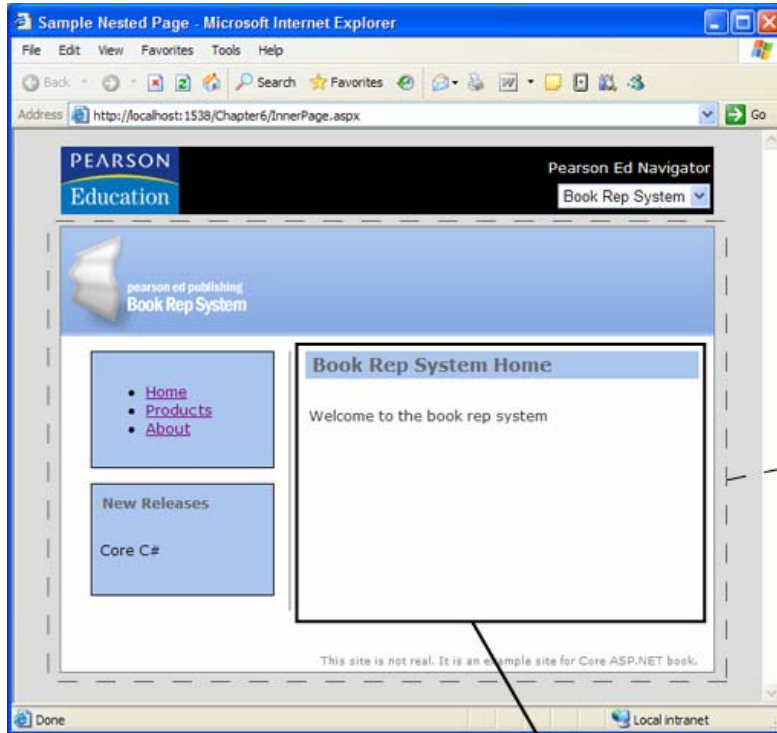 Sample Nested Page - Microsoft Internet Explorer
File Edit View Favorites Tools Help
Back Search Favorites
Address http://localhost:1538/Chapter6/InnerPage.aspx Go
PEARSON
Education
Pearson Ed Navigator
Book Rep System
pearson ed publishing
Book Rep System
Home
Products
About
New Releases
Core C#
Book Rep System Home
Welcome to the book rep system
This site is not real. It is an example site for Core ASP.NET book.
Done Local intranet